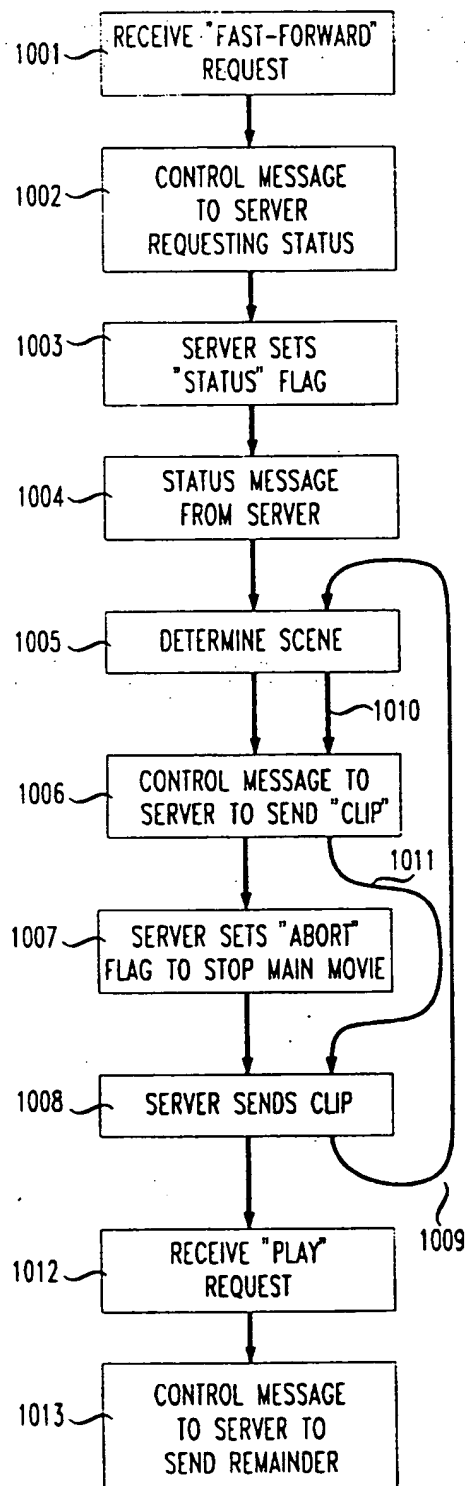 1001
RECEIVE "FAST-FORWARD"
REQUEST
1002
CONTROL MESSAGE
TO SERVER
REQUESTING STATUS
1003
SERVER SETS
"STATUS" FLAG
1004
STATUS MESSAGE
FROM SERVER
1005
DETERMINE SCENE
1010
1006
CONTROL MESSAGE TO
SERVER TO SEND "CLIP"
1011
1007
SERVER SETS "ABORT"
FLAG TO STOP MAIN MOVIE
1008
SERVER SENDS CLIP
1009
1012
RECEIVE "PLAY"
REQUEST
1013
CONTROL MESSAGE
TO SERVER TO
SEND REMAINDER